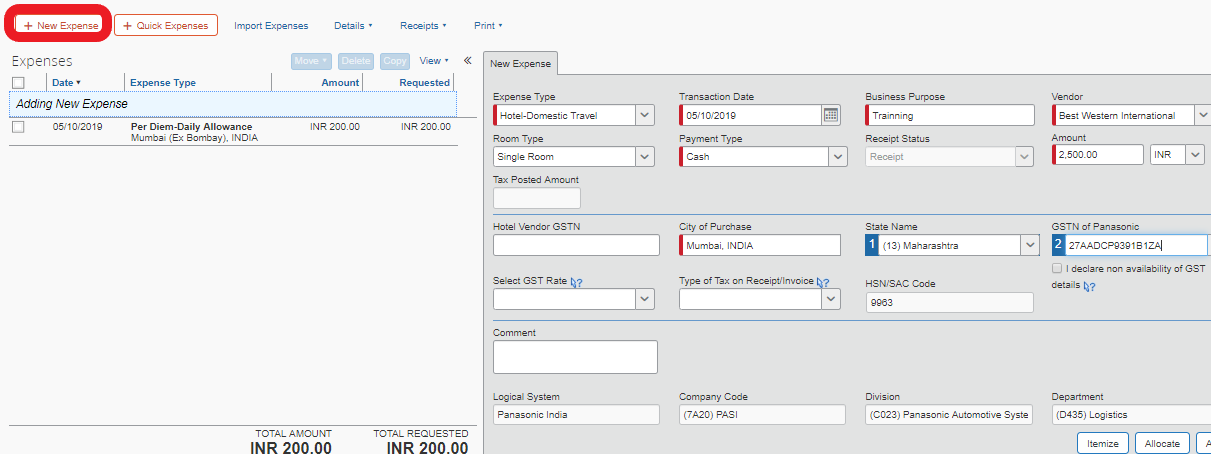 + New Expense + Quick Expenses Import Expenses Details Receipts Print
Expenses Move Delete Copy View «
Date Expense Type Amount Requested
Adding New Expense
05/10/2019 Per Diem-Daily Allowance INR 200.00 INR 200.00
Mumbai (Ex Bombay), INDIA
TOTAL AMOUNT TOTAL REQUESTED
INR 200.00 INR 200.00
New Expense
Expense Type Transaction Date Business Purpose Vendor
Hotel-Domestic Travel 05/10/2019 Trainning Best Western International
Room Type Payment Type Receipt Status Amount
Single Room Cash Receipt 2,500.00 INR
Tax Posted Amount
Hotel Vendor GSTN City of Purchase State Name GSTN of Panasonic
Mumbai, INDIA 1 (13) Maharashtra 2 27AADCP9391B1ZA
I declare non availability of GST
details ?
Select GST Rate ? Type of Tax on Receipt/Invoice ? HSN/SAC Code
9963
Comment
Logical System Company Code Division Department
Panasonic India (7A20) PASI (C023) Panasonic Automotive Syste (D435) Logistics
Itemize Allocate A